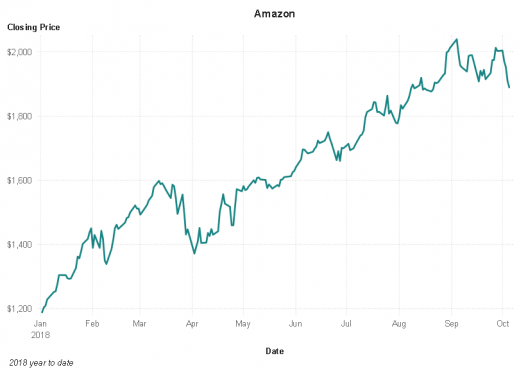 Amazon
Closing Price
$2,000
$1,800
$1,600
$1,400
$1,200
Jan Feb Mar Apr May Jun Jul Aug Sep Oct
2018
Date
2018 year to date